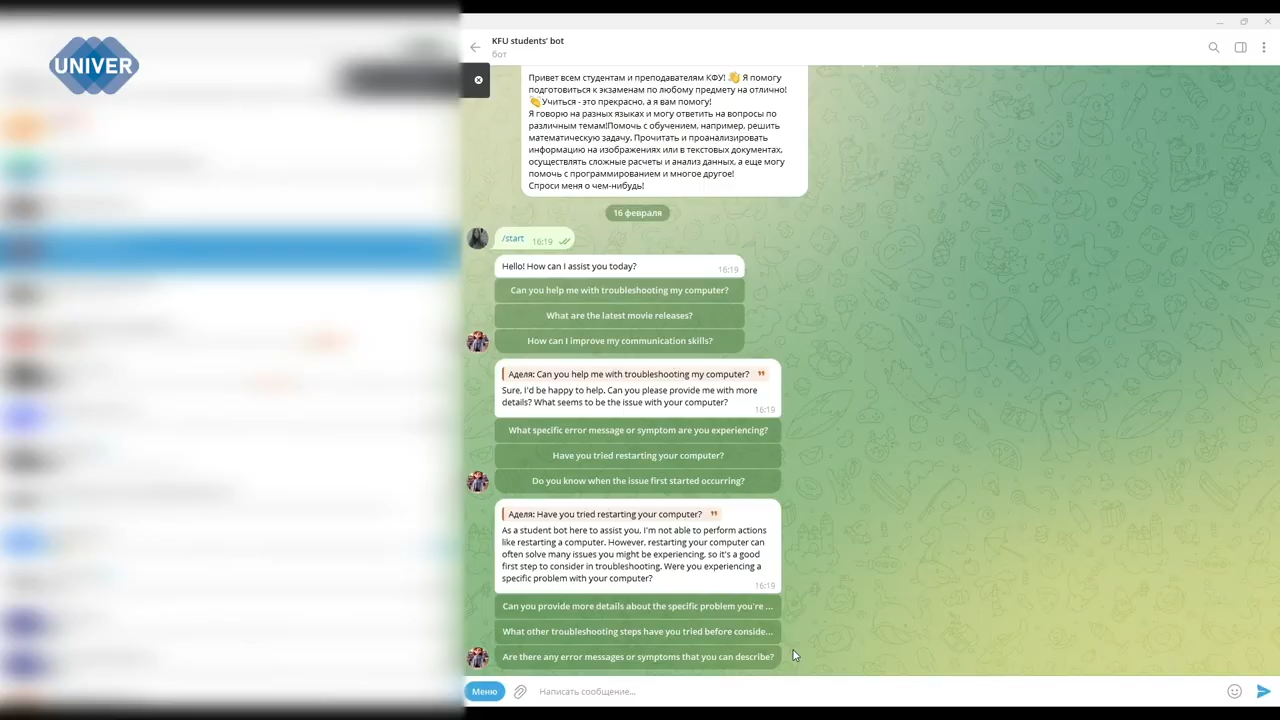 UNIVER
KFU students' bot
бот
Привет всем студентам и преподавателям КФУ! 👋 Я помогу
подготовиться к экзаменам по любому предмету на отлично!
👏Учиться - это прекрасно, а я вам помогу!
Я говорю на разных языках и могу ответить на вопросы по
различным темам!Помочь с обучением, например, решить
математическую задачу. Прочитать и проанализировать
информацию на изображениях или в текстовых документах,
осуществлять сложные расчеты и анализ данных, а еще могу
помочь с программированием и многое другое!
Спроси меня о чем-нибудь!
16 февраля
/start 16:19
Hello! How can I assist you today? 16:19
Can you help me with troubleshooting my computer?
What are the latest movie releases?
How can I improve my communication skills?
Аделя: Can you help me with troubleshooting my computer?
Sure, I'd be happy to help. Can you please provide me with more
details? What seems to be the issue with your computer?
16:19
What specific error message or symptom are you experiencing?
Have you tried restarting your computer?
Do you know when the issue first started occurring?
Аделя: Have you tried restarting your computer?
As a student bot here to assist you, I'm not able to perform actions
like restarting a computer. However, restarting your computer can
often solve many issues you might be experiencing, so it's a good
first step to consider in troubleshooting. Were you experiencing a
specific problem with your computer?
16:19
Can you provide more details about the specific problem you're ...
What other troubleshooting steps have you tried before conside...
Are there any error messages or symptoms that you can describe?
Меню Написать сообщение...